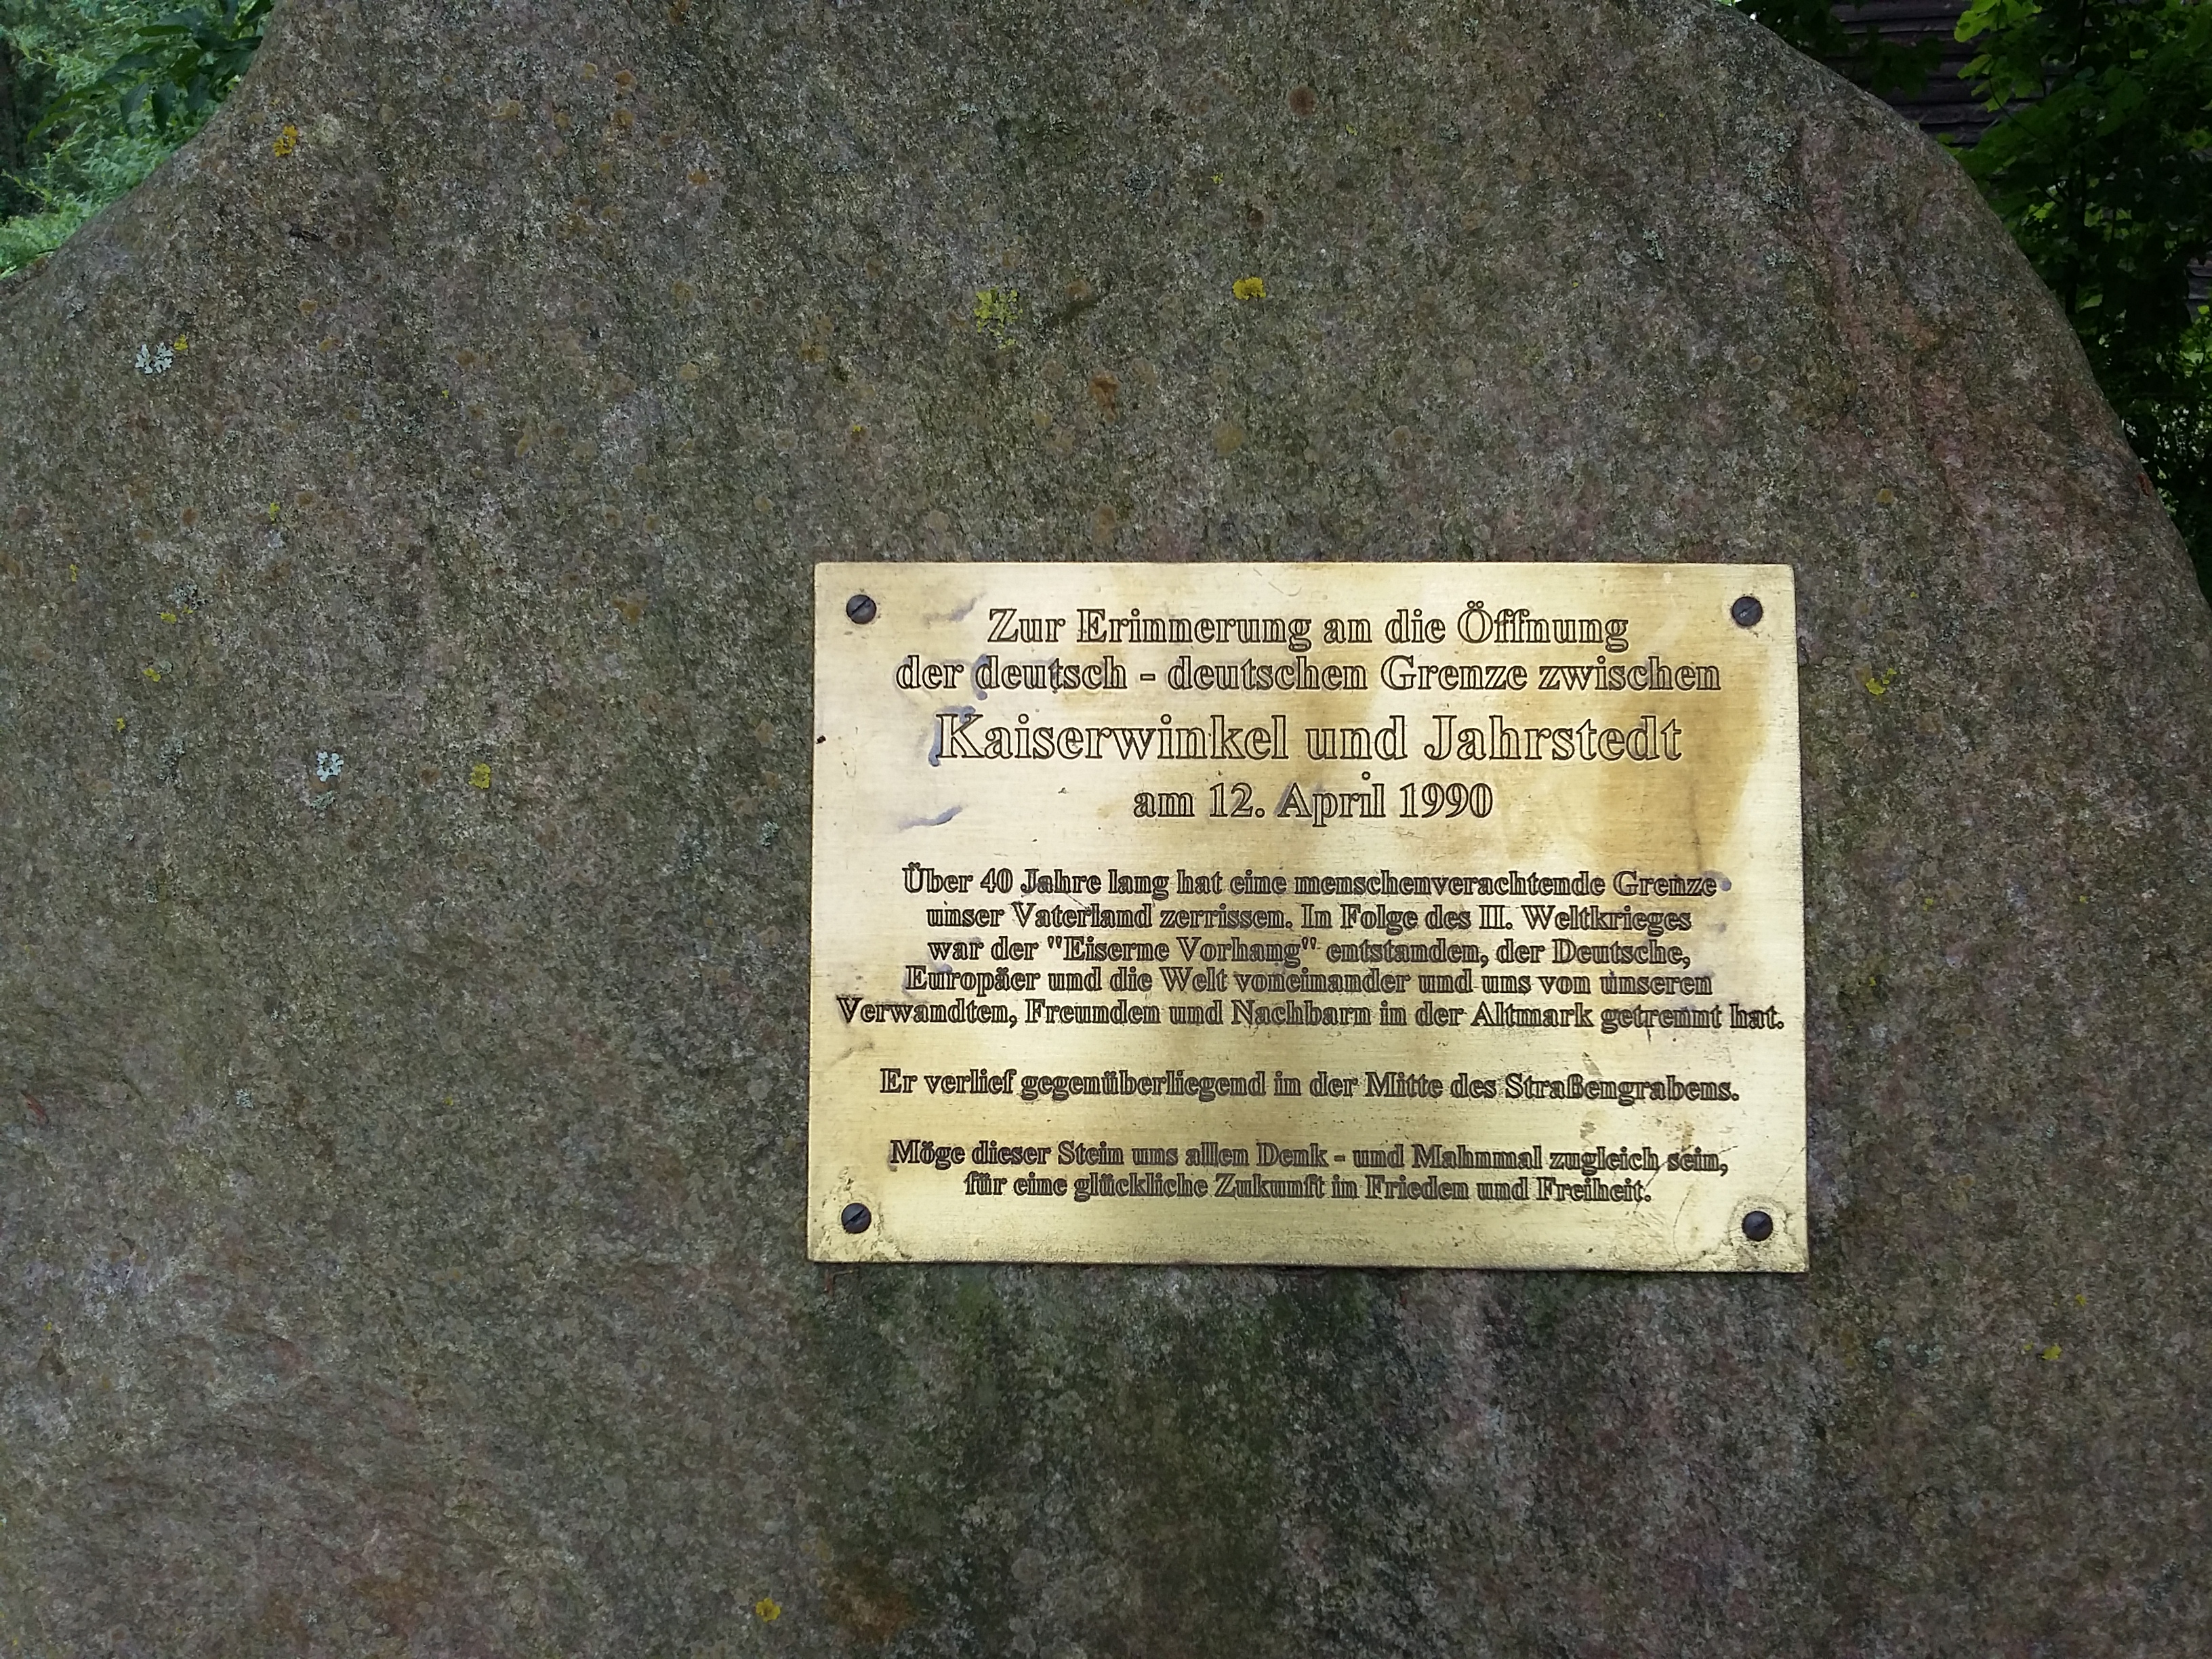 Zur Erinnerung an die Öffnung
der deutsch - deutschen Grenze zwischen
Kaiserwinkel und Jahrstedt
am 12. April 1990
Über 40 Jahre lang hat eine menschenverachtende Grenze
unser Vaterland zerrissen. In Folge des II. Weltkrieges
war der "Eiserne Vorhang" entstanden, der Deutsche,
Europäer und die Welt voneinander und uns von unseren
Verwandten, Freunden und Nachbarn in der Altmark getrennt hat.
Er verlief gegenüberliegend in der Mitte des Straßengrabens.
Möge dieser Stein uns allen Denk - und Mahnmal zugleich sein,
für eine glückliche Zukunft in Frieden und Freiheit.